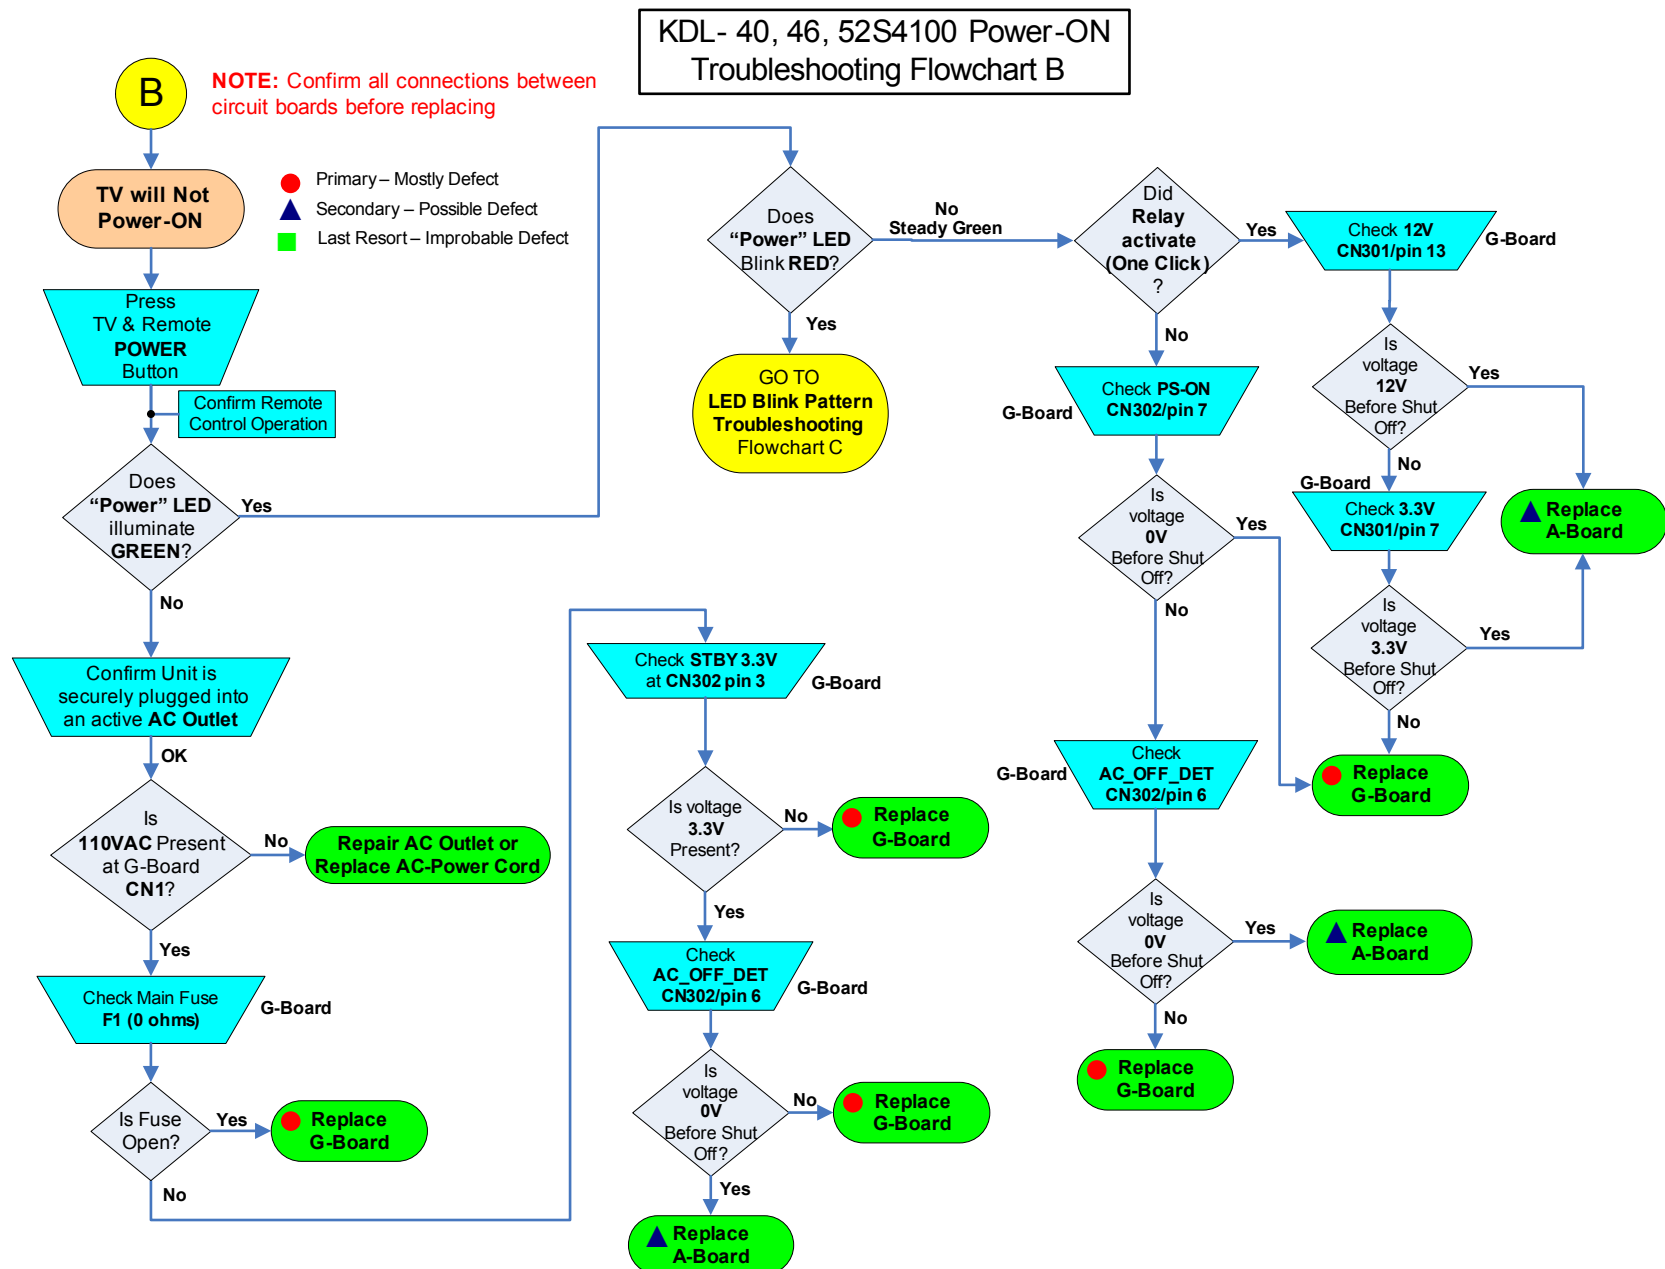 KDL- 40, 46, 52S4100 Power-ON
Troubleshooting Flowchart B
B
NOTE: Confirm all connections between
circuit boards before replacing
TV will Not
Power-ON
Primary – Mostly Defect
Secondary – Possible Defect
Last Resort – Improbable Defect
Press
TV & Remote
POWER
Button
Confirm Remote
Control Operation
Does
“Power” LED
illuminate
GREEN?
Yes
No
Confirm Unit is
securely plugged into
an active AC Outlet
OK
Is
110VAC Present
at G-Board
CN1?
No
Repair AC Outlet or
Replace AC-Power Cord
Yes
Check Main Fuse
F1 (0 ohms)
G-Board
Is Fuse
Open?
Yes
Replace
G-Board
No
Check STBY 3.3V
at CN302 pin 3
G-Board
Is voltage
3.3V
Present?
No
Replace
G-Board
Yes
Check
AC_OFF_DET
CN302/pin 6
G-Board
Is
voltage
0V
Before Shut
Off?
No
Replace
G-Board
Yes
Replace
A-Board
Does
“Power” LED
Blink RED?
Yes
GO TO
LED Blink Pattern
Troubleshooting
Flowchart C
No
Steady Green
Did
Relay
activate
(One Click)
?
Yes
No
Check PS-ON
CN302/pin 7
G-Board
Is
voltage
0V
Before Shut
Off?
Yes
No
Check
AC_OFF_DET
CN302/pin 6
G-Board
Is
voltage
0V
Before Shut
Off?
Yes
Replace
A-Board
No
Replace
G-Board
Check 12V
CN301/pin 13
G-Board
Is
voltage
12V
Before Shut
Off?
Yes
No
G-Board
Check 3.3V
CN301/pin 7
Replace
A-Board
Is
voltage
3.3V
Before Shut
Off?
Yes
No
Replace
G-Board